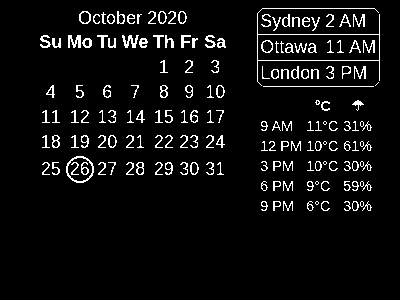 October 2020
Su Mo Tu We Th Fr Sa
1 2 3
4 5 6 7 8 9 10
11 12 13 14 15 16 17
18 19 20 21 22 23 24
25 26 27 28 29 30 31
Sydney 2 AM
Ottawa 11 AM
London 3 PM
°C
9 AM 11°C 31%
12 PM 10°C 61%
3 PM 10°C 30%
6 PM 9°C 59%
9 PM 6°C 30%